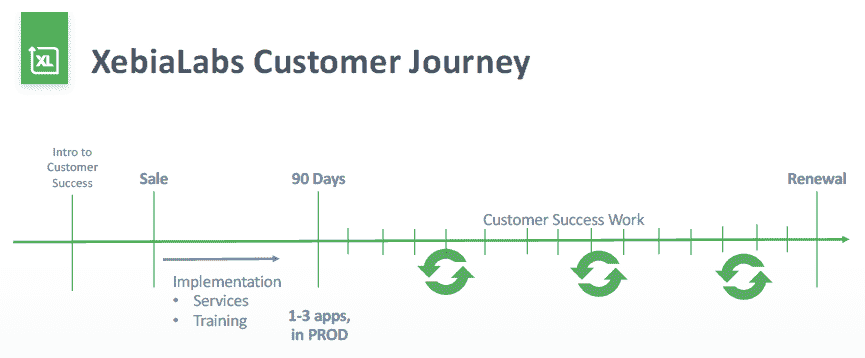 XL
XebiaLabs Customer Journey
Intro to
Customer
Success
Sale
90 Days
Renewal
Customer Success Work
Implementation
• Services
• Training
1-3 apps,
in PROD